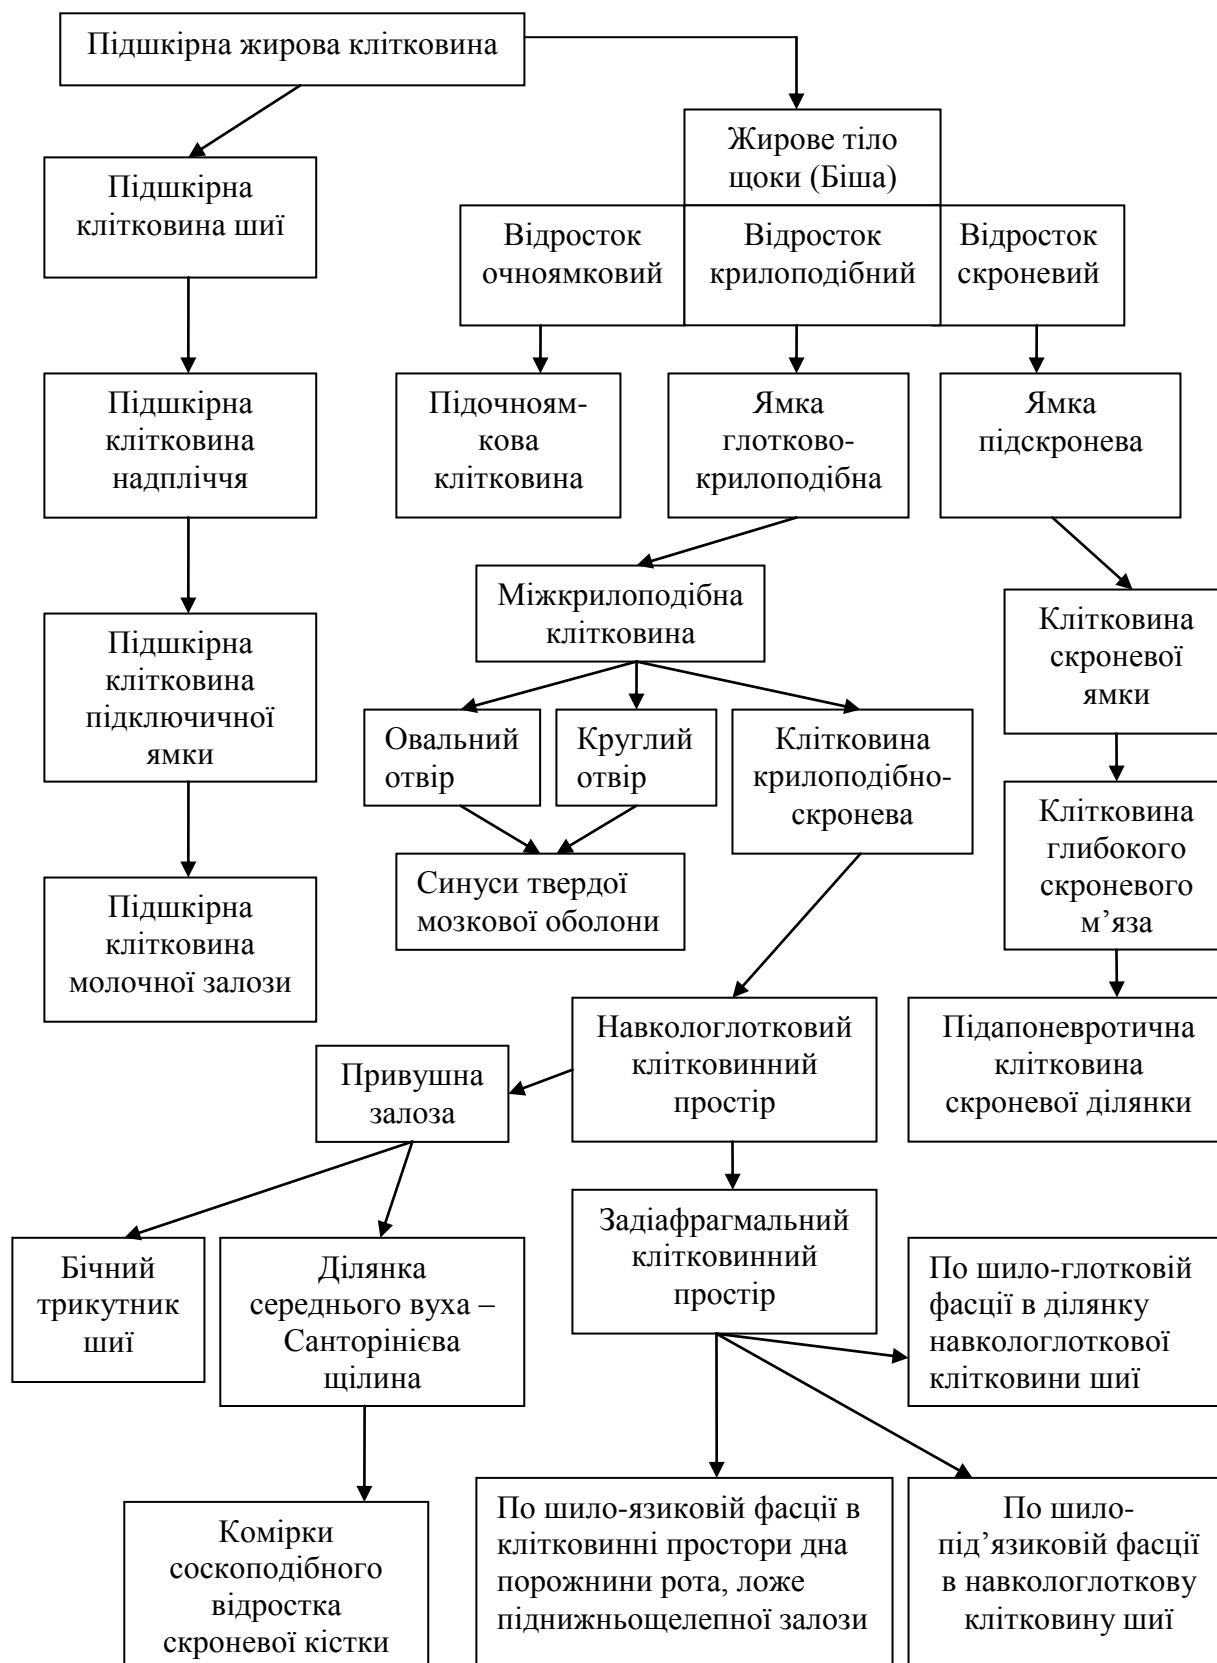 Підшкірна жирова клітковина
Жирове тіло
щоки (Біша)
Підшкірна
клітковина шиї
Відросток
очноямковий
Відросток
крилоподібний
Відросток
скроневий
Підшкірна
клітковина
надпліччя
Підочноям-
кова
клітковина
Ямка
глотково-
крилоподібна
Ямка
підскронева
Міжкрилоподібна
клітковина
Клітковина
скроневої
ямки
Підшкірна
клітковина
підключичної
ямки
Овальний
отвір
Круглий
отвір
Клітковина
крилоподібно-
скронева
Клітковина
глибокого
скроневого
м’яза
Синуси твердої
мозкової оболони
Підшкірна
клітковина
молочної залози
Навкологлотковий
клітковинний
простір
Підапоневротична
клітковина
скроневої ділянки
Привушна
залоза
Задіафрагмальний
клітковинний
простір
Бічний
трикутник
шиї
Ділянка
середнього вуха –
Санторінієва
щілина
По шило-глотковій
фасції в ділянку
навкологлоткової
клітковини шиї
Комірки
соскоподібного
відростка
скроневої кістки
По шило-язиковій фасції в
клітковинні простори дна
порожнини рота, ложе
піднижньощелепної залози
По шило-
під’язиковій фасції
в навкологлоткову
клітковину шиї